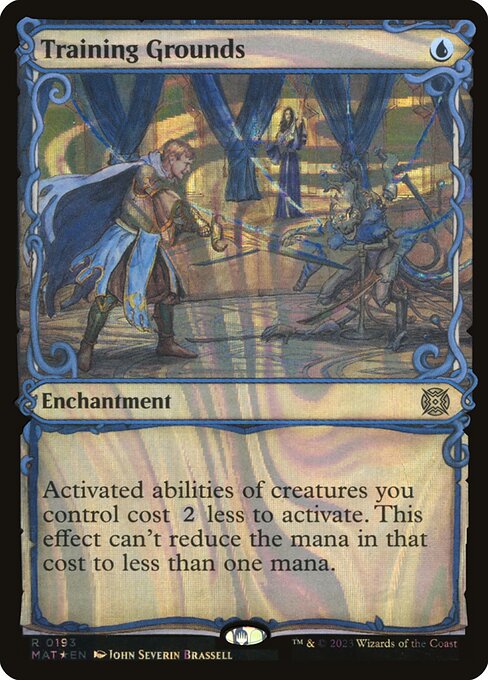 Training Grounds
Enchantment
Activated abilities of creatures you
control cost 2 less to activate. This
effect can't reduce the mana in that
cost to less than one mana.
R 0193
MAT★EN JOHN SEVERIN BRASSELL
™ & © 2023 Wizards of the Coast